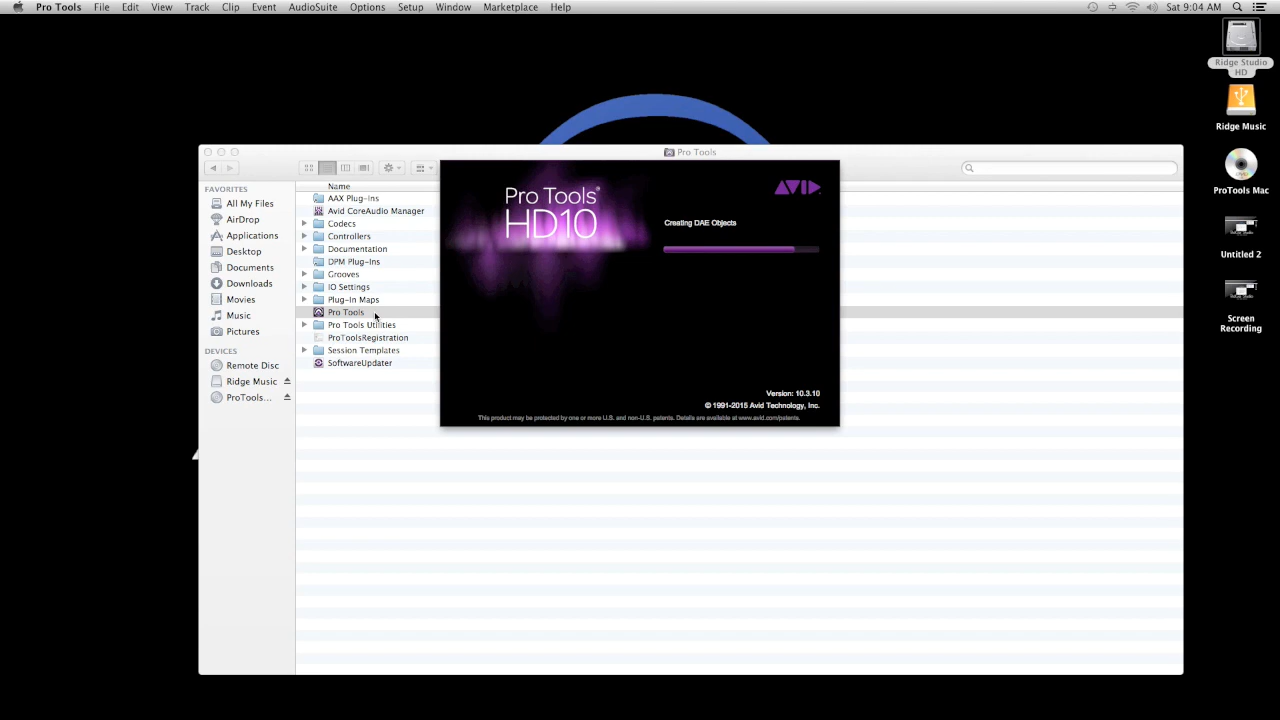 Pro Tools File Edit View Track Clip Event AudioSuite Options Setup Window Marketplace Help Sat 9:04 AM
Ridge Studio
HD
Ridge Music
ProTools Mac
Untitled 2
Screen
Recording
Pro Tools
FAVORITES
All My Files
AirDrop
Applications
Desktop
Documents
Downloads
Movies
Music
Pictures
DEVICES
Remote Disc
Ridge Music
ProTools...
Name
AAX Plug-Ins
Avid CoreAudio Manager
Codecs
Controllers
Documentation
DPM Plug-Ins
Grooves
IO Settings
Plug-In Maps
Pro Tools
Pro Tools Utilities
ProToolsRegistration
Session Templates
SoftwareUpdater
Pro Tools®
HD10
AVID
Creating DAE Objects
Version: 10.3.10
© 1991-2015 Avid Technology, Inc.
This product may be protected by one or more U.S. and non-U.S. patents. Details are available at www.avid.com/patents.